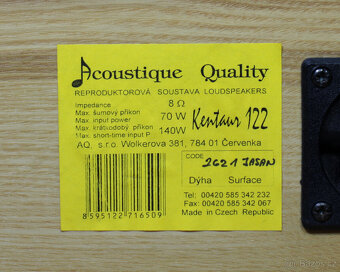 Acoustique Quality
REPRODUKTOROVÁ SOUSTAVA LOUDSPEAKERS
Impedance 8 Ω
Max. šumový příkon
Max. input power 70 W
Max. krátkodobý příkon
Max. short-time input P. 140W
Kentaur 122
AQ. s.r.o. Wolkerova 381, 784 01 Červenka
CODE
2621 JASAN
Dýha Surface
Tel: 00420 585 342 232
Fax: 00420 585 342 067
Made in Czech Republic
8595122716509